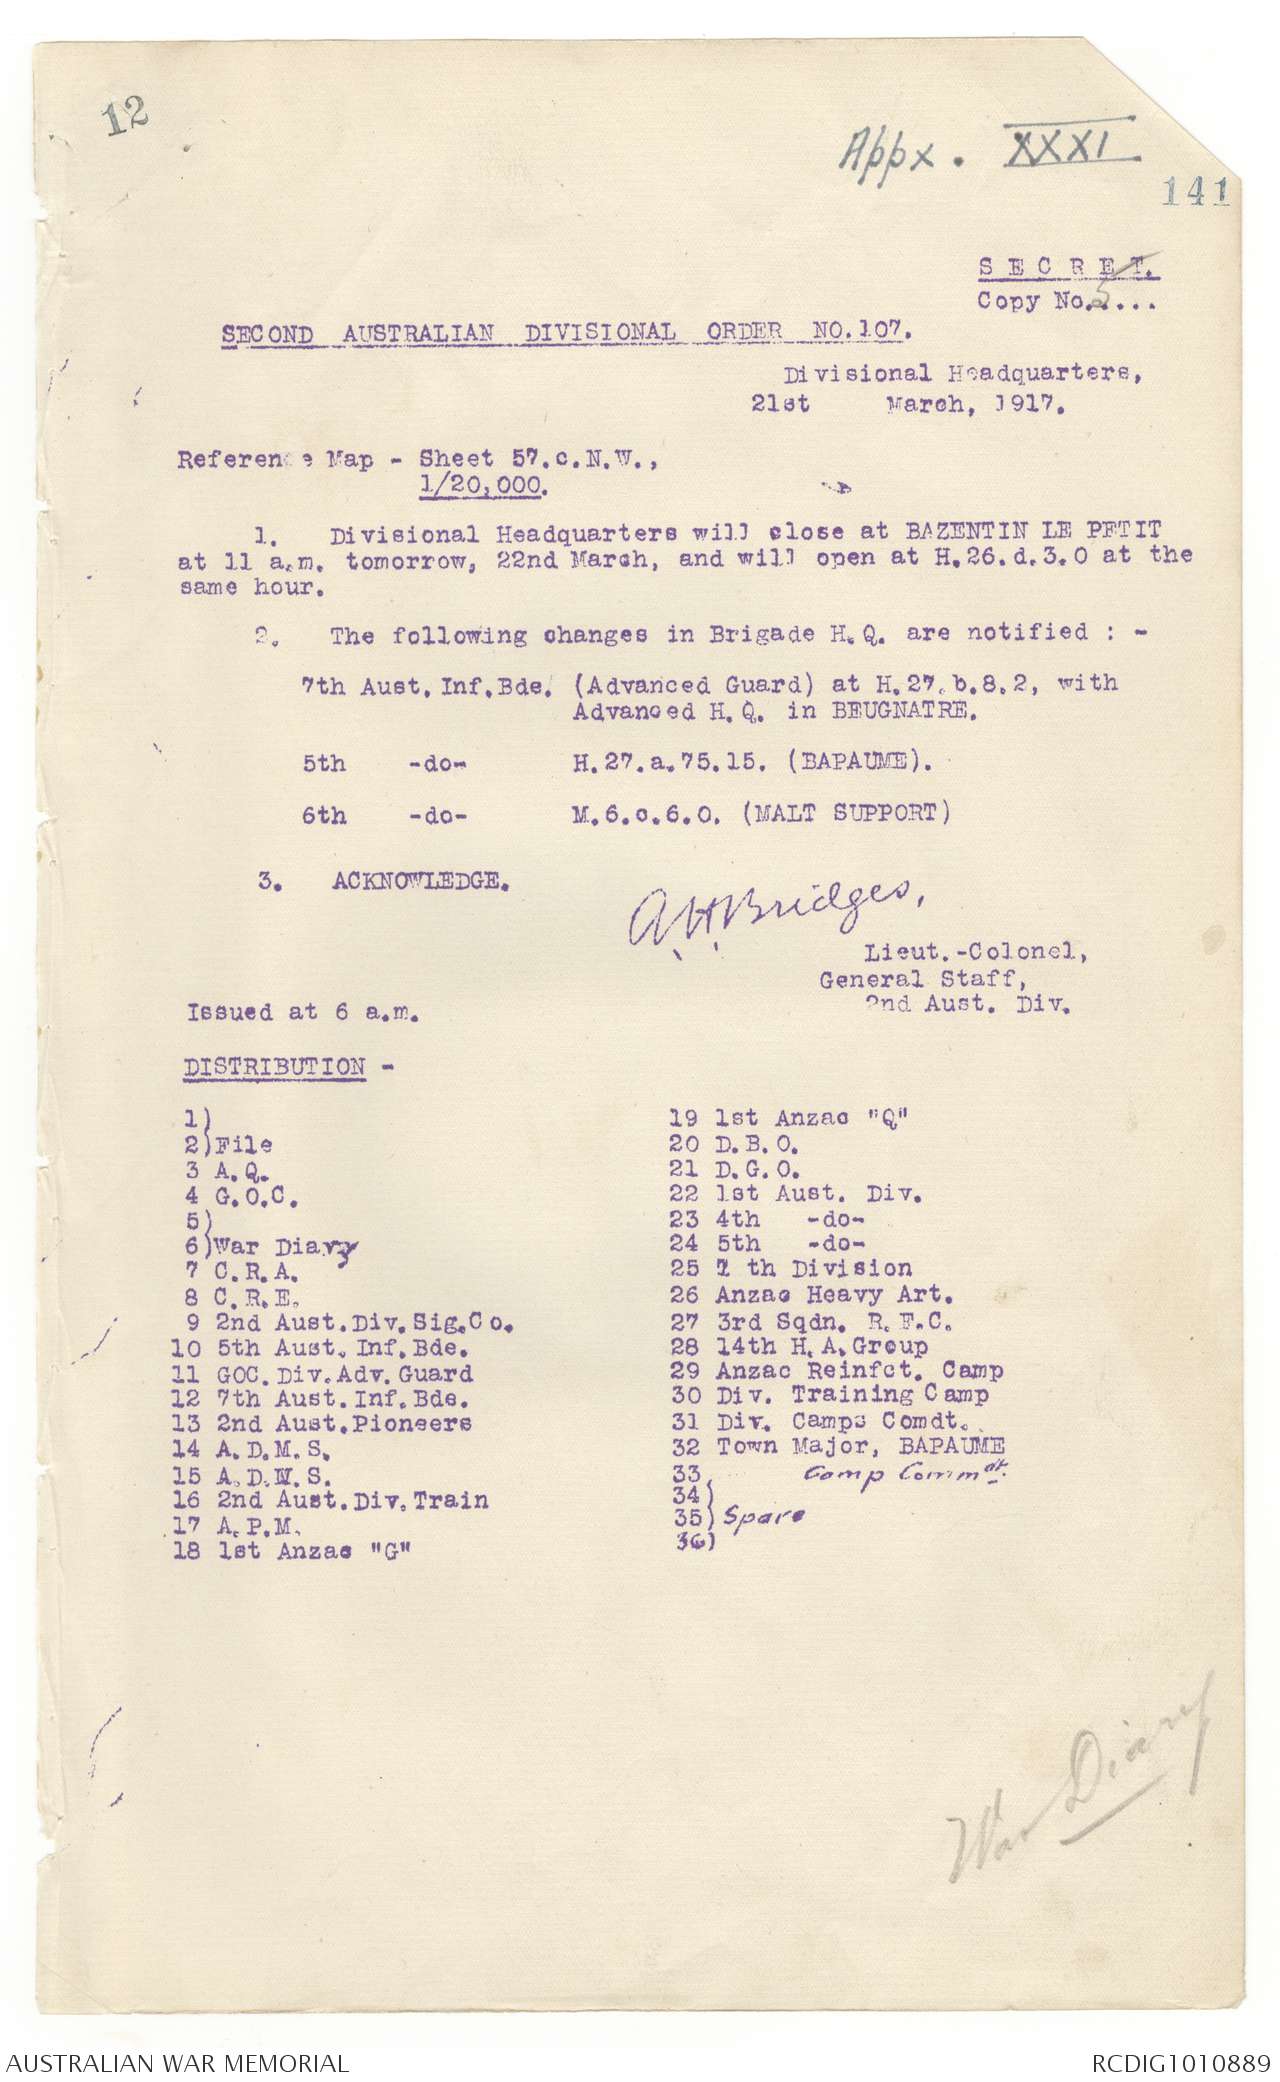 12
Appx. XXXI
141
SECRET.
Copy No.5....
SECOND AUSTRALIAN DIVISIONAL ORDER NO.107.
Divisional Headquarters,
21st March, 1917.
Reference Map - Sheet 57.c.N.W.,
1/20,000.
1. Divisional Headquarters will close at BAZENTIN LE PETIT
at 11 a.m. tomorrow, 22nd March, and will open at H.26.d.3.0 at the
same hour.
2. The following changes in Brigade H.Q. are notified : -
7th Aust.Inf.Bde. (Advanced Guard) at H.27.b.8.2, with
Advanced H.Q. in BEUGNATRE.
5th -do- H.27.a.75.15. (BAPAUME).
6th -do- M.6.c.6.0. (MALT SUPPORT)
3. ACKNOWLEDGE.
A H Bridges,
Lieut.-Colonel,
General Staff,
2nd Aust. Div.
Issued at 6 a.m.
DISTRIBUTION -
1)
2)File
3 A.Q.
4 G.O.C.
5)
6)War Diary
7 C.R.A.
8 C.R.E.
9 2nd Aust.Div.Sig.Co.
10 5th Aust. Inf.Bde.
11 GOC.Div.Adv.Guard
12 7th Aust.Inf.Bde.
13 2nd Aust.Pioneers
14 A.D.M.S.
15 A.D.V.S.
16 2nd Aust.Div.Train
17 A.P.M.
18 1st Anzac "G"
19 1st Anzac "Q"
20 D.B.O.
21 D.G.O.
22 1st Aust. Div.
23 4th -do-
24 5th -do-
25 7 th Division
26 Anzac Heavy Art.
27 3rd Sqdn. R.F.C.
28 14th H.A.Group
29 Anzac Reinfct. Camp
30 Div. Training Camp
31 Div. Camps Comdt.
32 Town Major, BAPAUME
33 Camp Commdt.
34)
35) Spare
36)
War Diary
AUSTRALIAN WAR MEMORIAL
RCDIG1010889